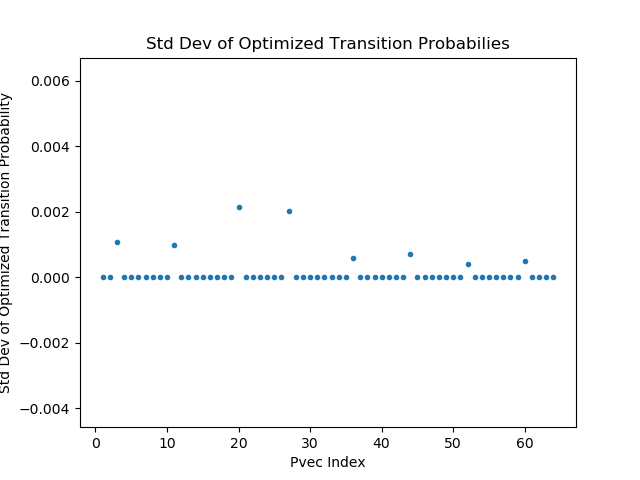 Std Dev of Optimized Transition Probabilies
Std Dev of Optimized Transition Probability
0.006
0.004
0.002
0.000
−0.002
−0.004
0 10 20 30 40 50 60
Pvec Index